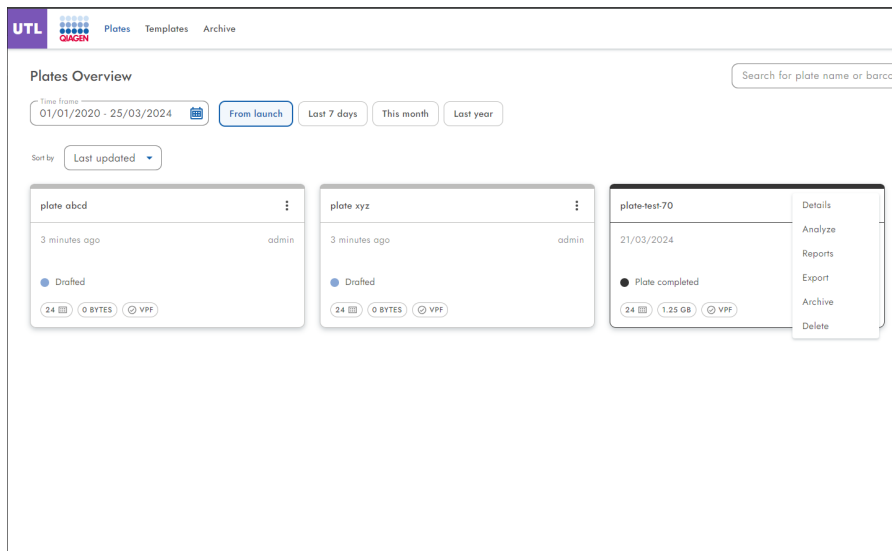 UTL QIAGEN Plates Templates Archive
Plates Overview
Search for plate name or barco
Time frame
01/01/2020 - 25/03/2024 From launch Last 7 days This month Last year
Sort by Last updated
plate abcd
3 minutes ago admin
Drafted
24 0 BYTES VPF
plate xyz
3 minutes ago admin
Drafted
24 0 BYTES VPF
plate-test-70
21/03/2024
Plate completed
24 1.25 GB VPF
Details
Analyze
Reports
Export
Archive
Delete